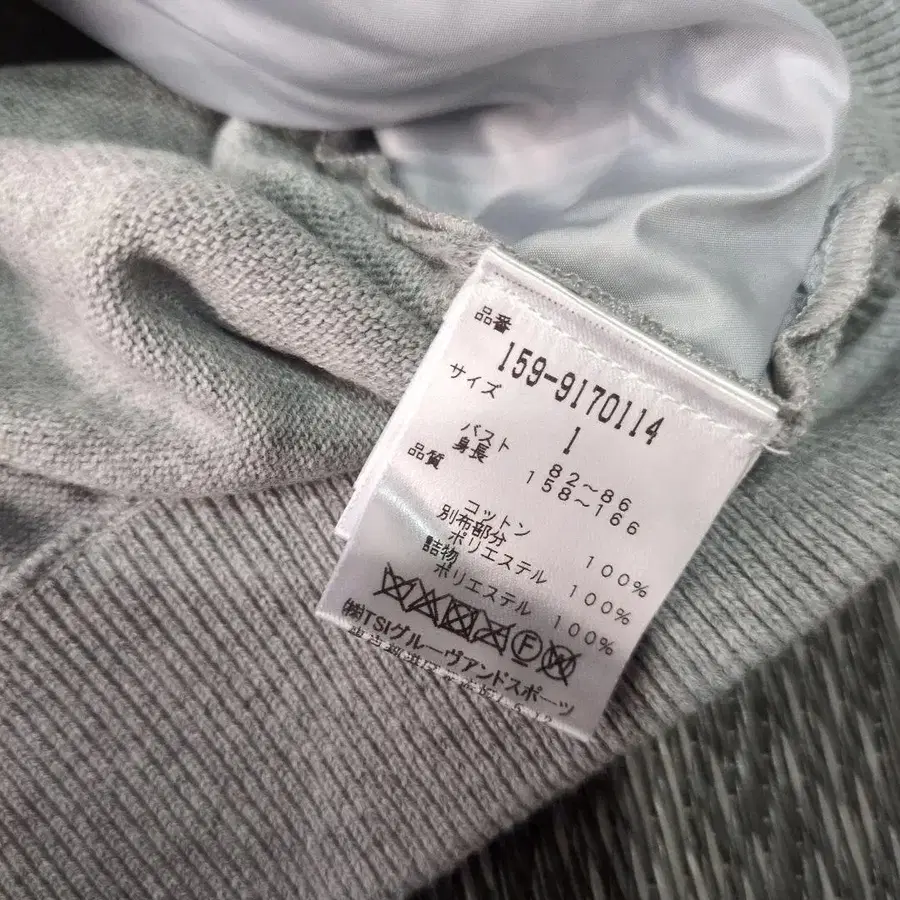 品番
159-9170114
サイズ
1
バスト 82～86
身長 158～166
品質
コットン 100%
別布部分
ポリエステル 100%
詰物
ポリエステル 100%
F W
㈱TSIグルーヴアンドスポーツ